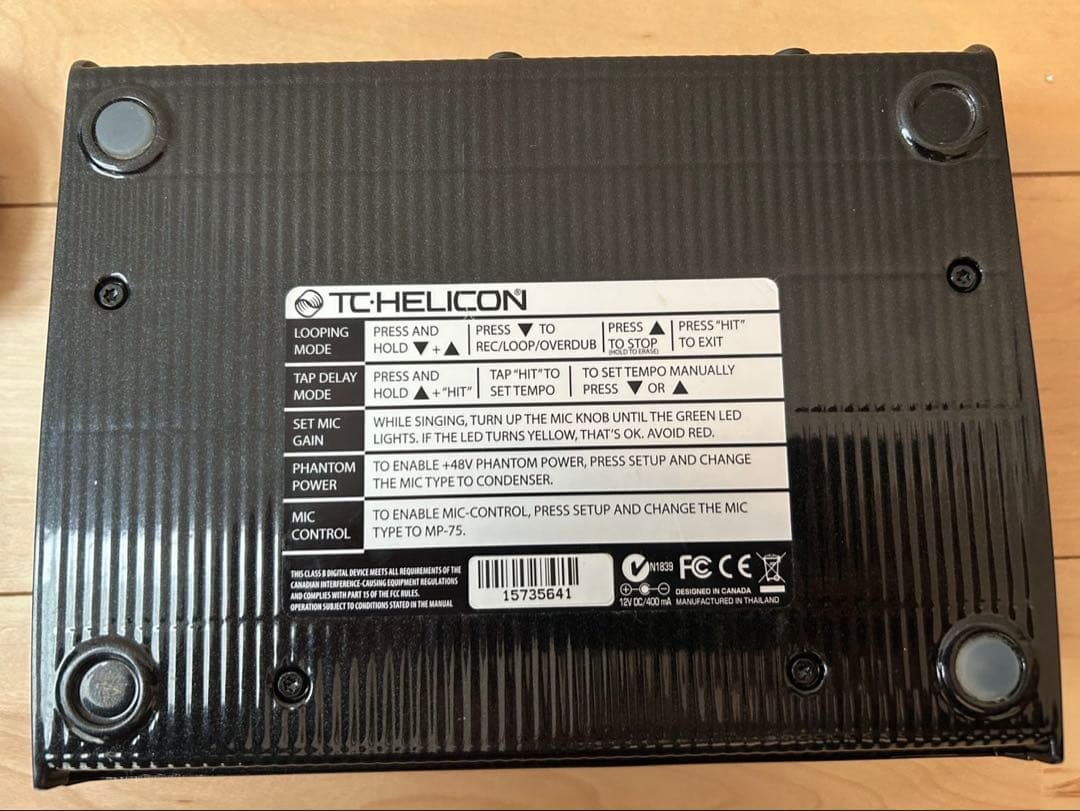 TC·HELICON®
LOOPING MODE
PRESS AND HOLD ▼ + ▲
PRESS ▼ TO REC/LOOP/OVERDUB
PRESS ▲ TO STOP (HOLD TO ERASE)
PRESS "HIT" TO EXIT
TAP DELAY MODE
PRESS AND HOLD ▲ + "HIT"
TAP "HIT" TO SET TEMPO
TO SET TEMPO MANUALLY PRESS ▼ OR ▲
SET MIC GAIN
WHILE SINGING, TURN UP THE MIC KNOB UNTIL THE GREEN LED
LIGHTS. IF THE LED TURNS YELLOW, THAT'S OK. AVOID RED.
PHANTOM POWER
TO ENABLE +48V PHANTOM POWER, PRESS SETUP AND CHANGE
THE MIC TYPE TO CONDENSER.
MIC CONTROL
TO ENABLE MIC-CONTROL, PRESS SETUP AND CHANGE THE MIC
TYPE TO MP-75.
THIS CLASS B DIGITAL DEVICE MEETS ALL REQUIREMENTS OF THE
CANADIAN INTERFERENCE-CAUSING EQUIPMENT REGULATIONS
AND COMPLIES WITH PART 15 OF THE FCC RULES.
OPERATION SUBJECT TO CONDITIONS STATED IN THE MANUAL
15735641
N1839 FC CE
12V DC/400 mA
DESIGNED IN CANADA
MANUFACTURED IN THAILAND